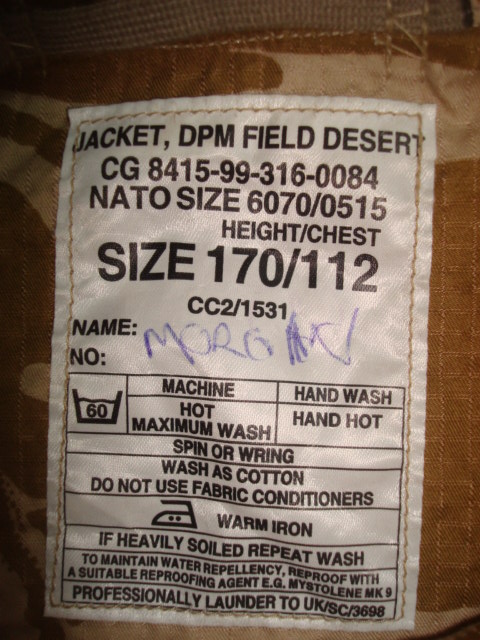 JACKET, DPM FIELD DESERT
CG 8415-99-316-0084
NATO SIZE 6070/0515
HEIGHT/CHEST
SIZE 170/112
CC2/1531
NAME:
NO:
60
MACHINE
HAND WASH
HOT
MAXIMUM WASH
HAND HOT
SPIN OR WRING
WASH AS COTTON
DO NOT USE FABRIC CONDITIONERS
WARM IRON
IF HEAVILY SOILED REPEAT WASH
TO MAINTAIN WATER REPELLENCY, REPROOF WITH
A SUITABLE REPROOFING AGENT E.G. MYSTOLENE MK 9
PROFESSIONALLY LAUNDER TO UK/SC/3698